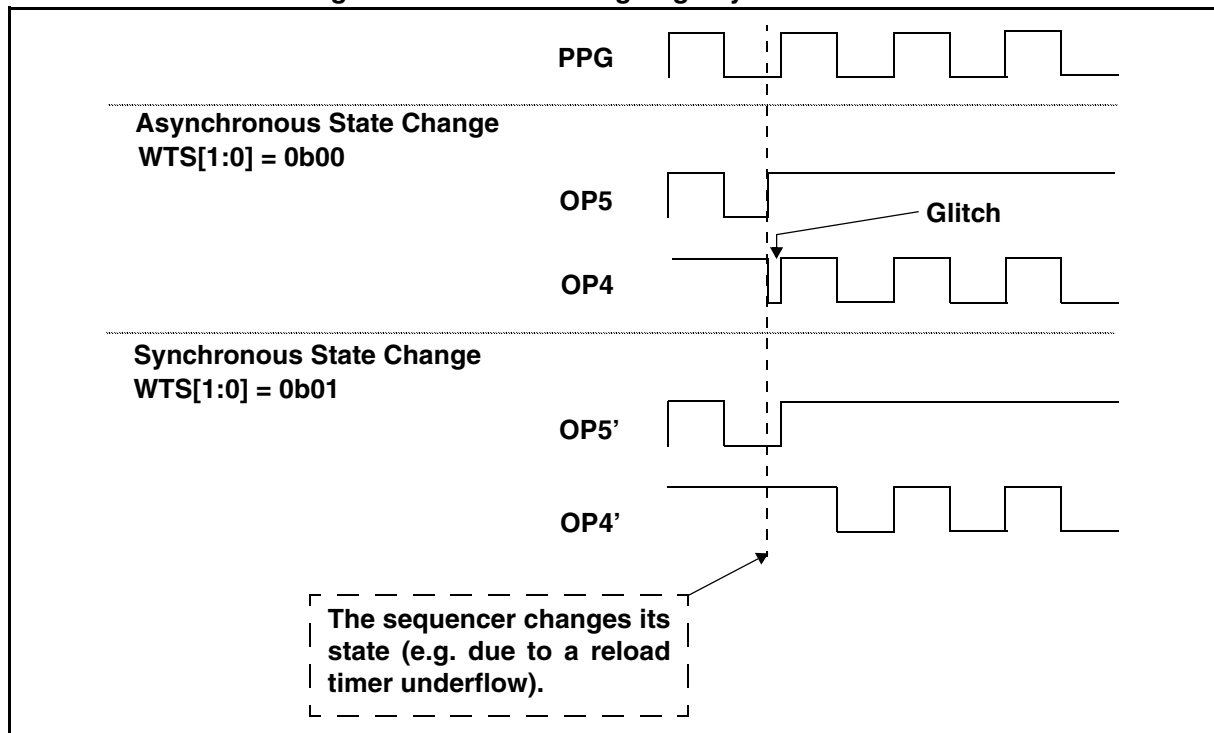 PPG
Asynchronous State Change
WTS[1:0] = 0b00
OP5
Glitch
OP4
Synchronous State Change
WTS[1:0] = 0b01
OP5’
OP4’
The sequencer changes its
state (e.g. due to a reload
timer underflow).